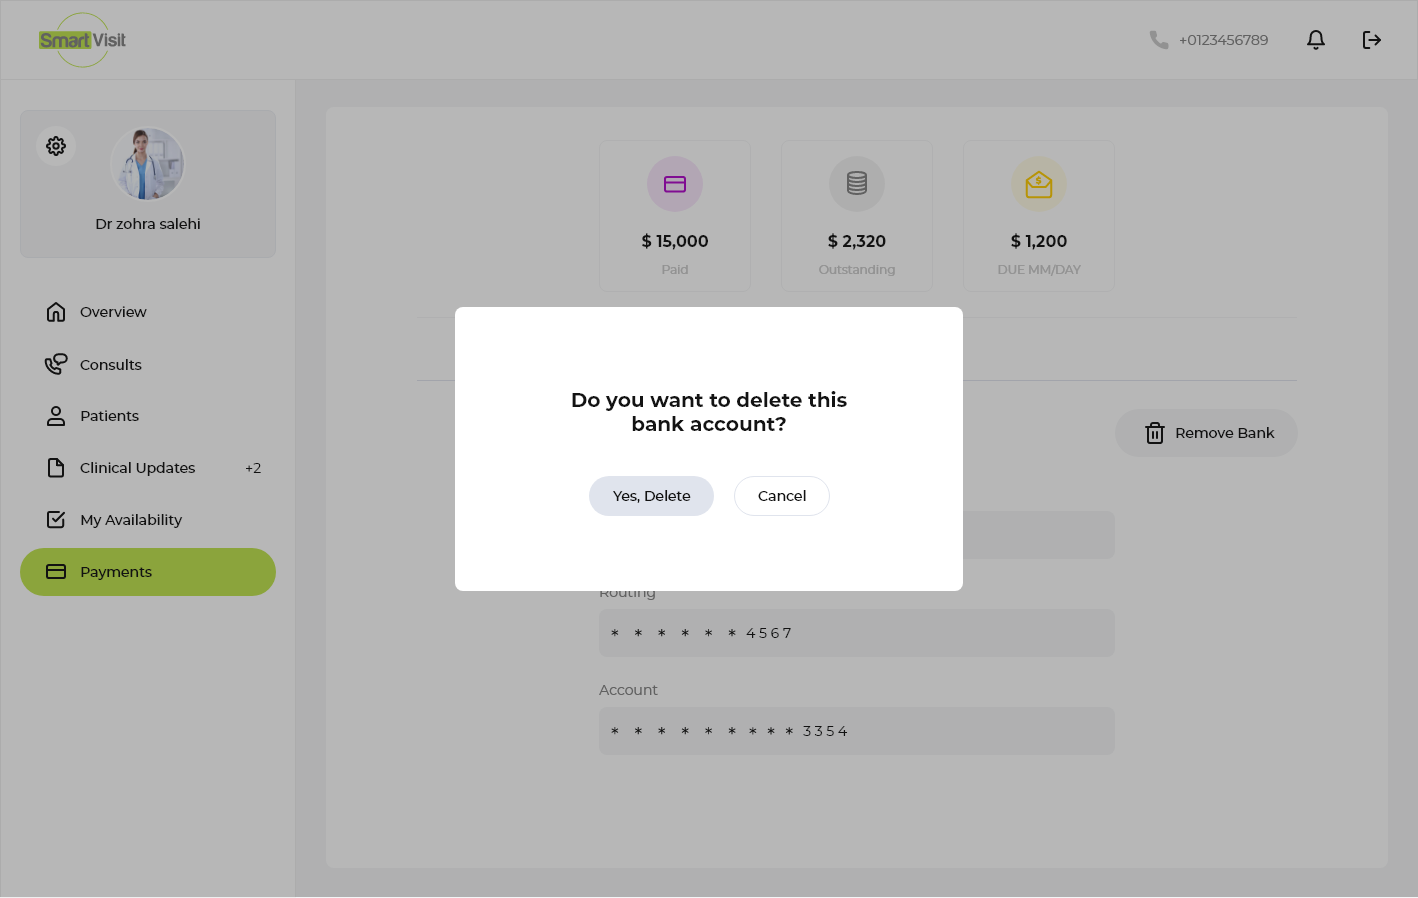 Smart Visit
+0123456789
Dr zohra salehi
Overview
Consults
Patients
Clinical Updates +2
My Availability
Payments
$ 15,000
Paid
$ 2,320
Outstanding
$ 1,200
DUE MM/DAY
Do you want to delete this
bank account?
Yes, Delete
Cancel
Remove Bank
Routing
* * * * * * 4567
Account
* * * * * * * * * 3354